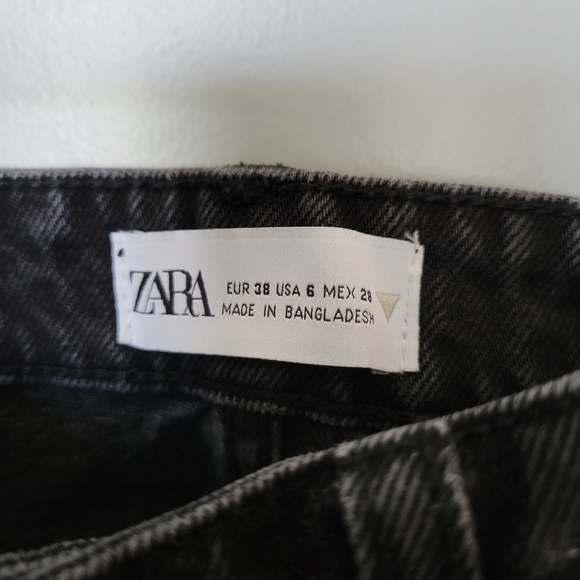 ZARA
EUR 38 USA 6 MEX 28
MADE IN BANGLADESH